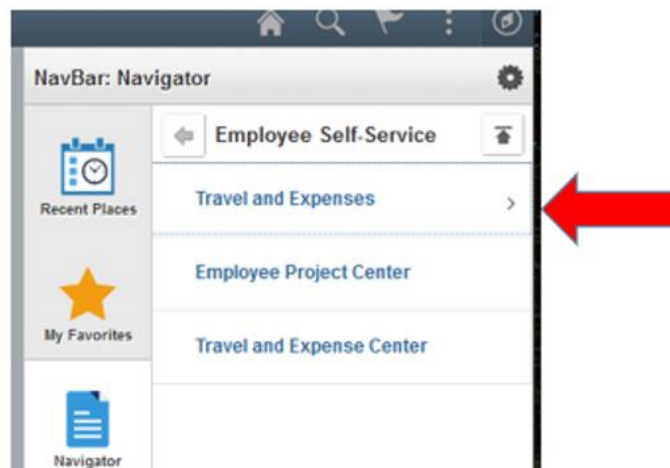 NavBar: Navigator
Employee Self-Service
Recent Places
Travel and Expenses
Employee Project Center
My Favorites
Travel and Expense Center
Navigator